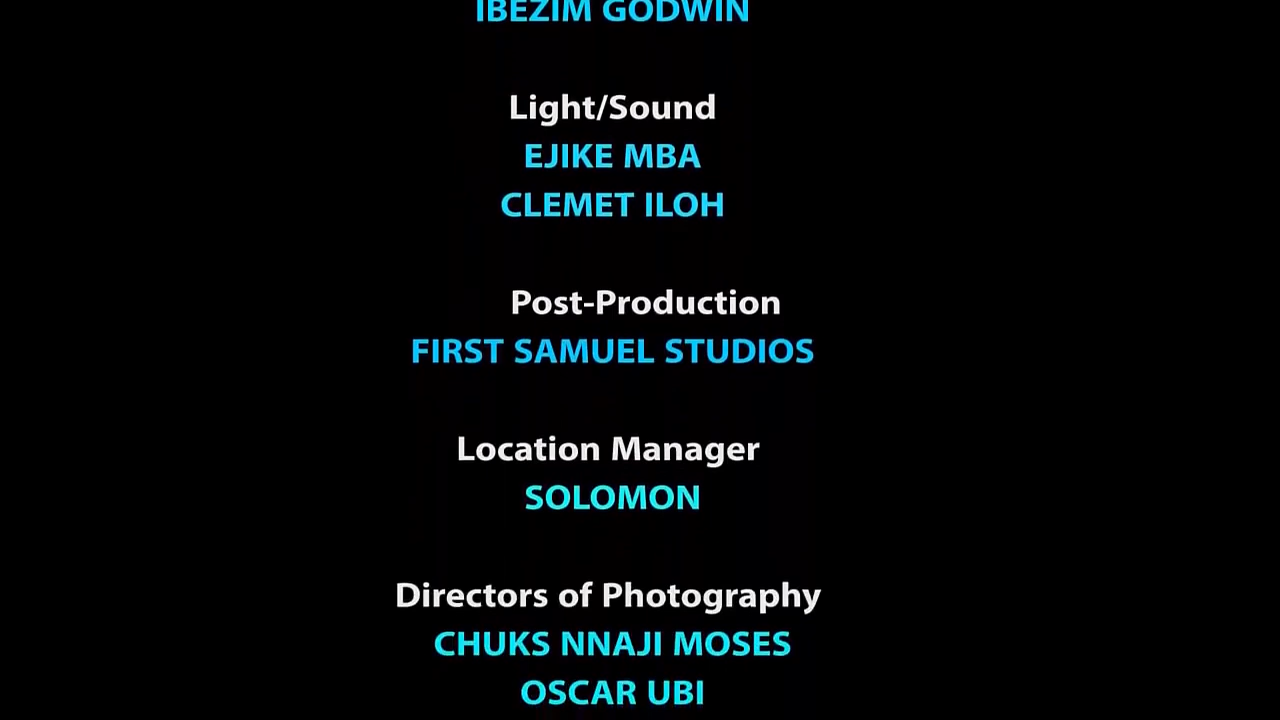 IBEZIM GODWIN
Light/Sound
EJIKE MBA
CLEMET ILOH
Post-Production
FIRST SAMUEL STUDIOS
Location Manager
SOLOMON
Directors of Photography
CHUKS NNAJI MOSES
OSCAR UBI